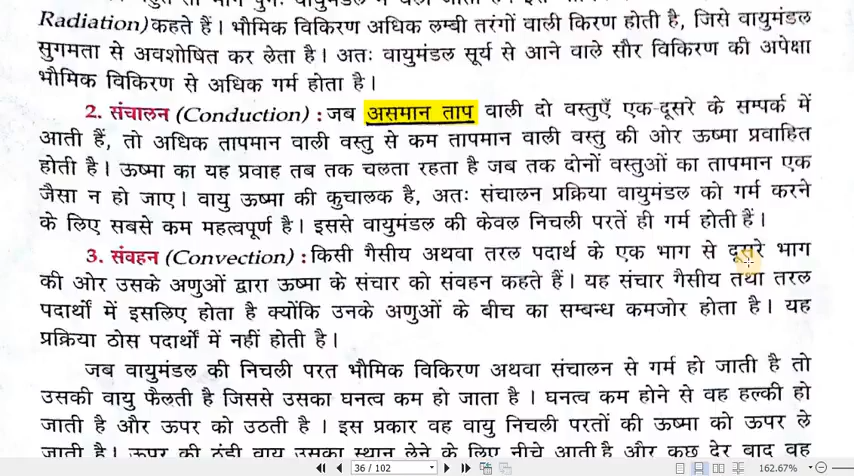 Radiation) कहते हैं। भौमिक विकिरण अधिक लम्बी तरंगों वाली किरण होती है, जिसे वायुमंडल
सुगमता से अवशोषित कर लेता है। अतः वायुमंडल सूर्य से आने वाले सौर विकिरण की अपेक्षा
भौमिक विकिरण से अधिक गर्म होता है।
2. संचालन (Conduction) : जब असमान ताप वाली दो वस्तुएँ एक-दूसरे के सम्पर्क में
आती हैं, तो अधिक तापमान वाली वस्तु से कम तापमान वाली वस्तु की ओर ऊष्मा प्रवाहित
होती है। ऊष्मा का यह प्रवाह तब तक चलता रहता है जब तक दोनों वस्तुओं का तापमान एक
जैसा न हो जाए। वायु ऊष्मा की कुचालक है, अतः संचालन प्रक्रिया वायुमंडल को गर्म करने
के लिए सबसे कम महत्वपूर्ण है। इससे वायुमंडल की केवल निचली परतें ही गर्म होती हैं।
3. संवहन (Convection) : किसी गैसीय अथवा तरल पदार्थ के एक भाग से दूसरे भाग
की ओर उसके अणुओं द्वारा ऊष्मा के संचार को संवहन कहते हैं। यह संचार गैसीय तथा तरल
पदार्थों में इसलिए होता है क्योंकि उनके अणुओं के बीच का सम्बन्ध कमजोर होता है। यह
प्रक्रिया ठोस पदार्थों में नहीं होती है।
जब वायुमंडल की निचली परत भौमिक विकिरण अथवा संचालन से गर्म हो जाती है तो
उसकी वायु फैलती है जिससे उसका घनत्व कम हो जाता है। घनत्व कम होने से वह हल्की हो
जाती है और ऊपर को उठती है। इस प्रकार वह वायु निचली परतों की ऊष्मा को ऊपर ले
जाती है। ऊपर की ठंडी वायु उसका स्थान लेने के लिए नीचे आती है और कुछ देर बाद वह
36 / 102
162.67%